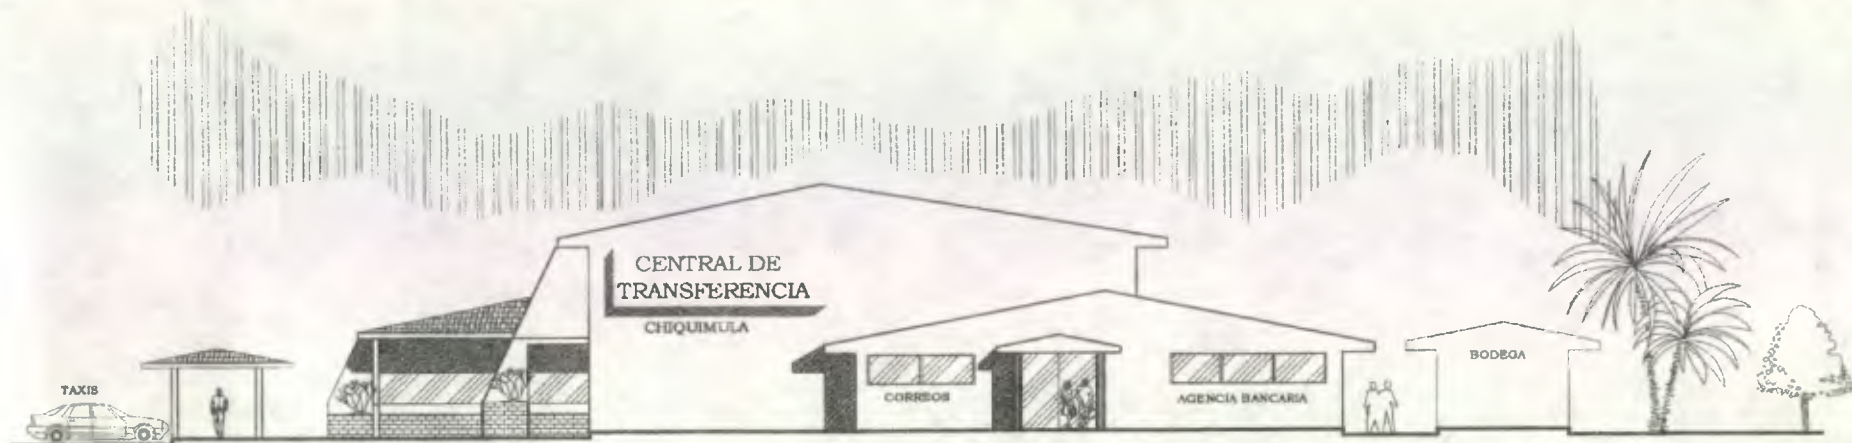 CENTRAL DE
TRANSFERENCIA
CHIQUIMULA
TAXIS
CORREOS
AGENCIA BANCARIA
BODEGA